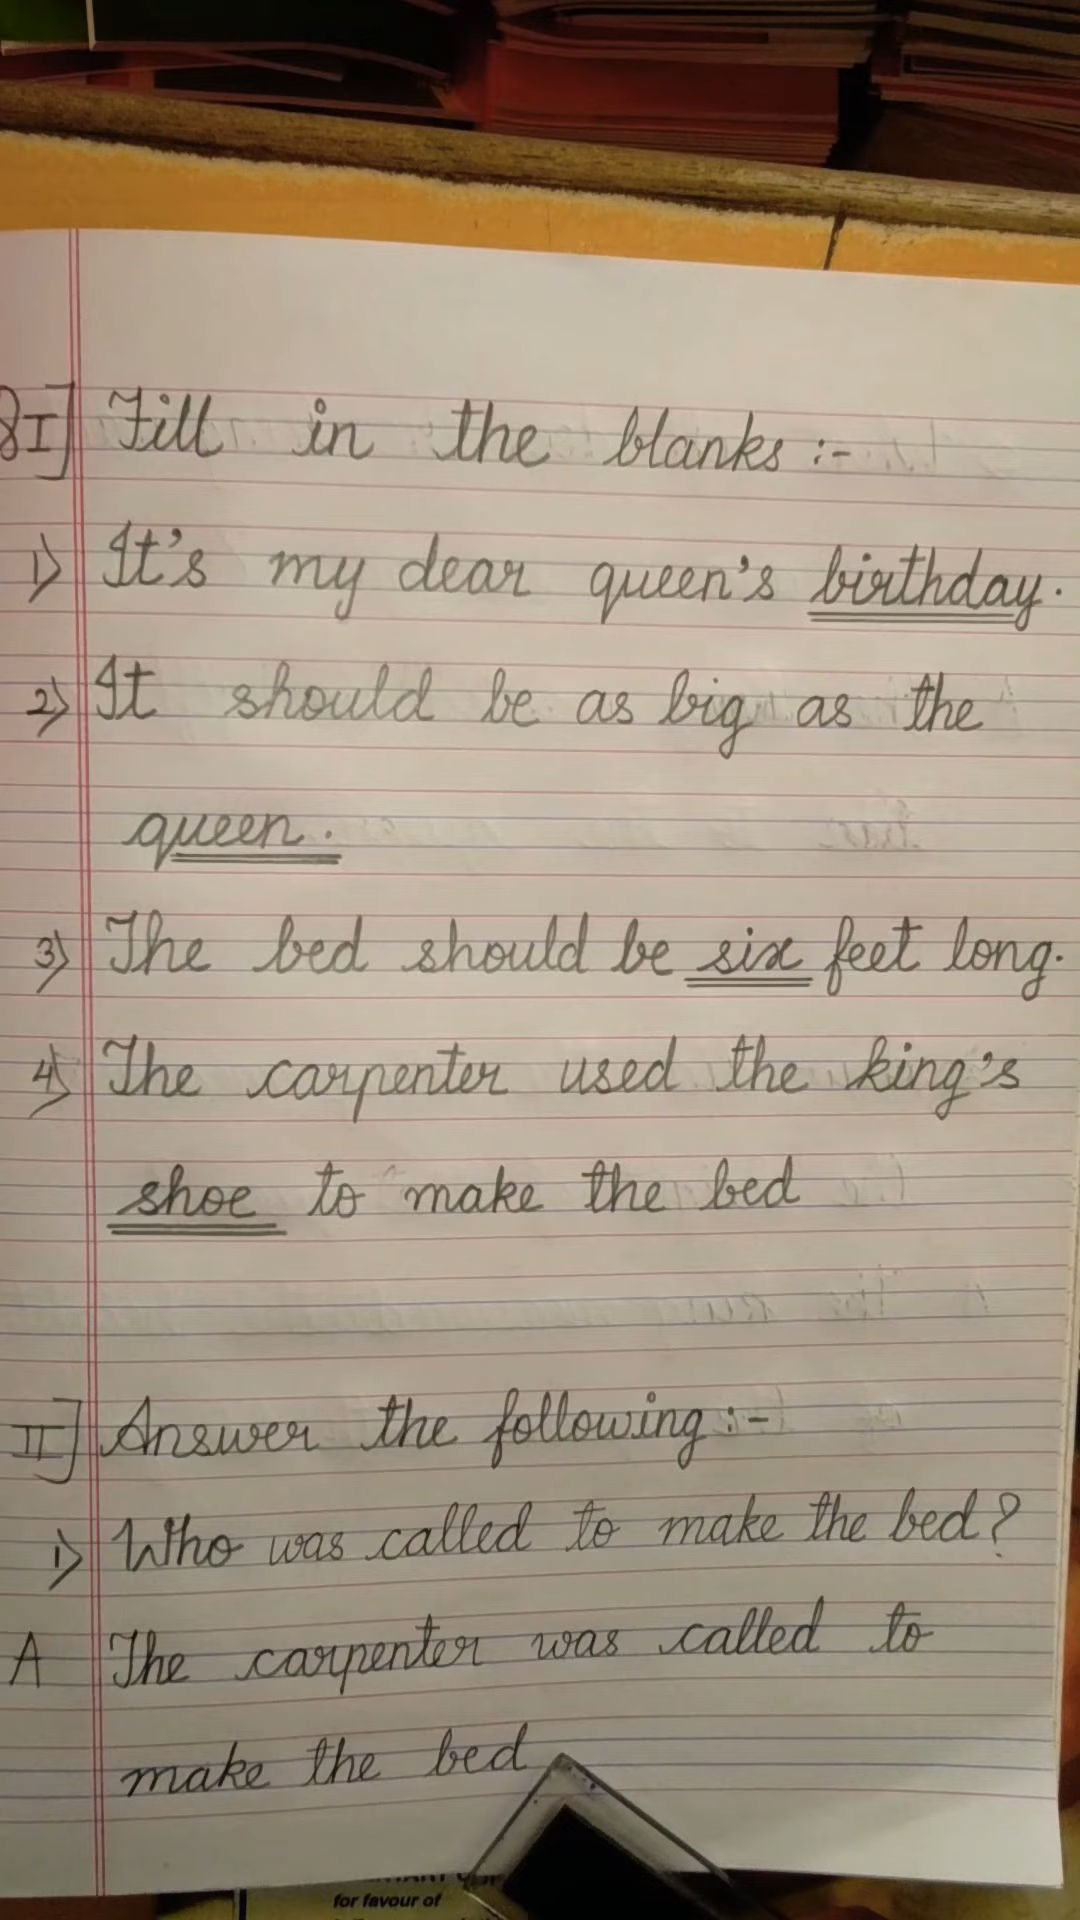 QI] Fill in the blanks :-
1) It's my dear queen's birthday.
2) It should be as big as the
queen.
3) The bed should be six feet long.
4) The carpenter used the king's
shoe to make the bed
II] Answer the following :-
1) Who was called to make the bed?
A The carpenter was called to
make the bed
for favour of